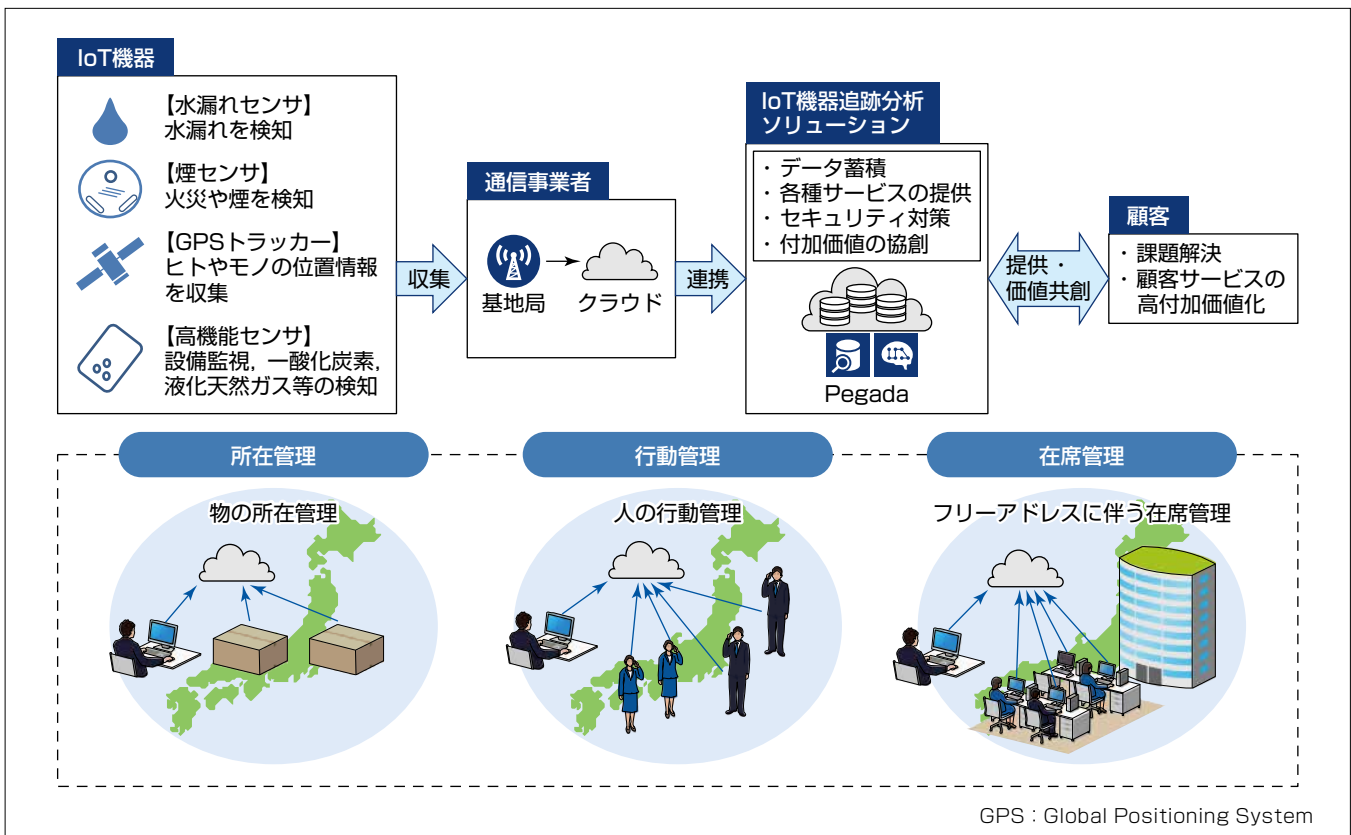 IoT機器
【水漏れセンサ】
水漏れを検知
【煙センサ】
火災や煙を検知
【GPSトラッカー】
ヒトやモノの位置情報
を収集
【高機能センサ】
設備監視，一酸化炭素，
液化天然ガス等の検知
収集
通信事業者
基地局
クラウド
連携
IoT機器追跡分析
ソリューション
・データ蓄積
・各種サービスの提供
・セキュリティ対策
・付加価値の協創
Pegada
提供・
価値共創
顧客
・課題解決
・顧客サービスの
高付加価値化
所在管理
物の所在管理
行動管理
人の行動管理
在席管理
フリーアドレスに伴う在席管理
GPS：Global Positioning System